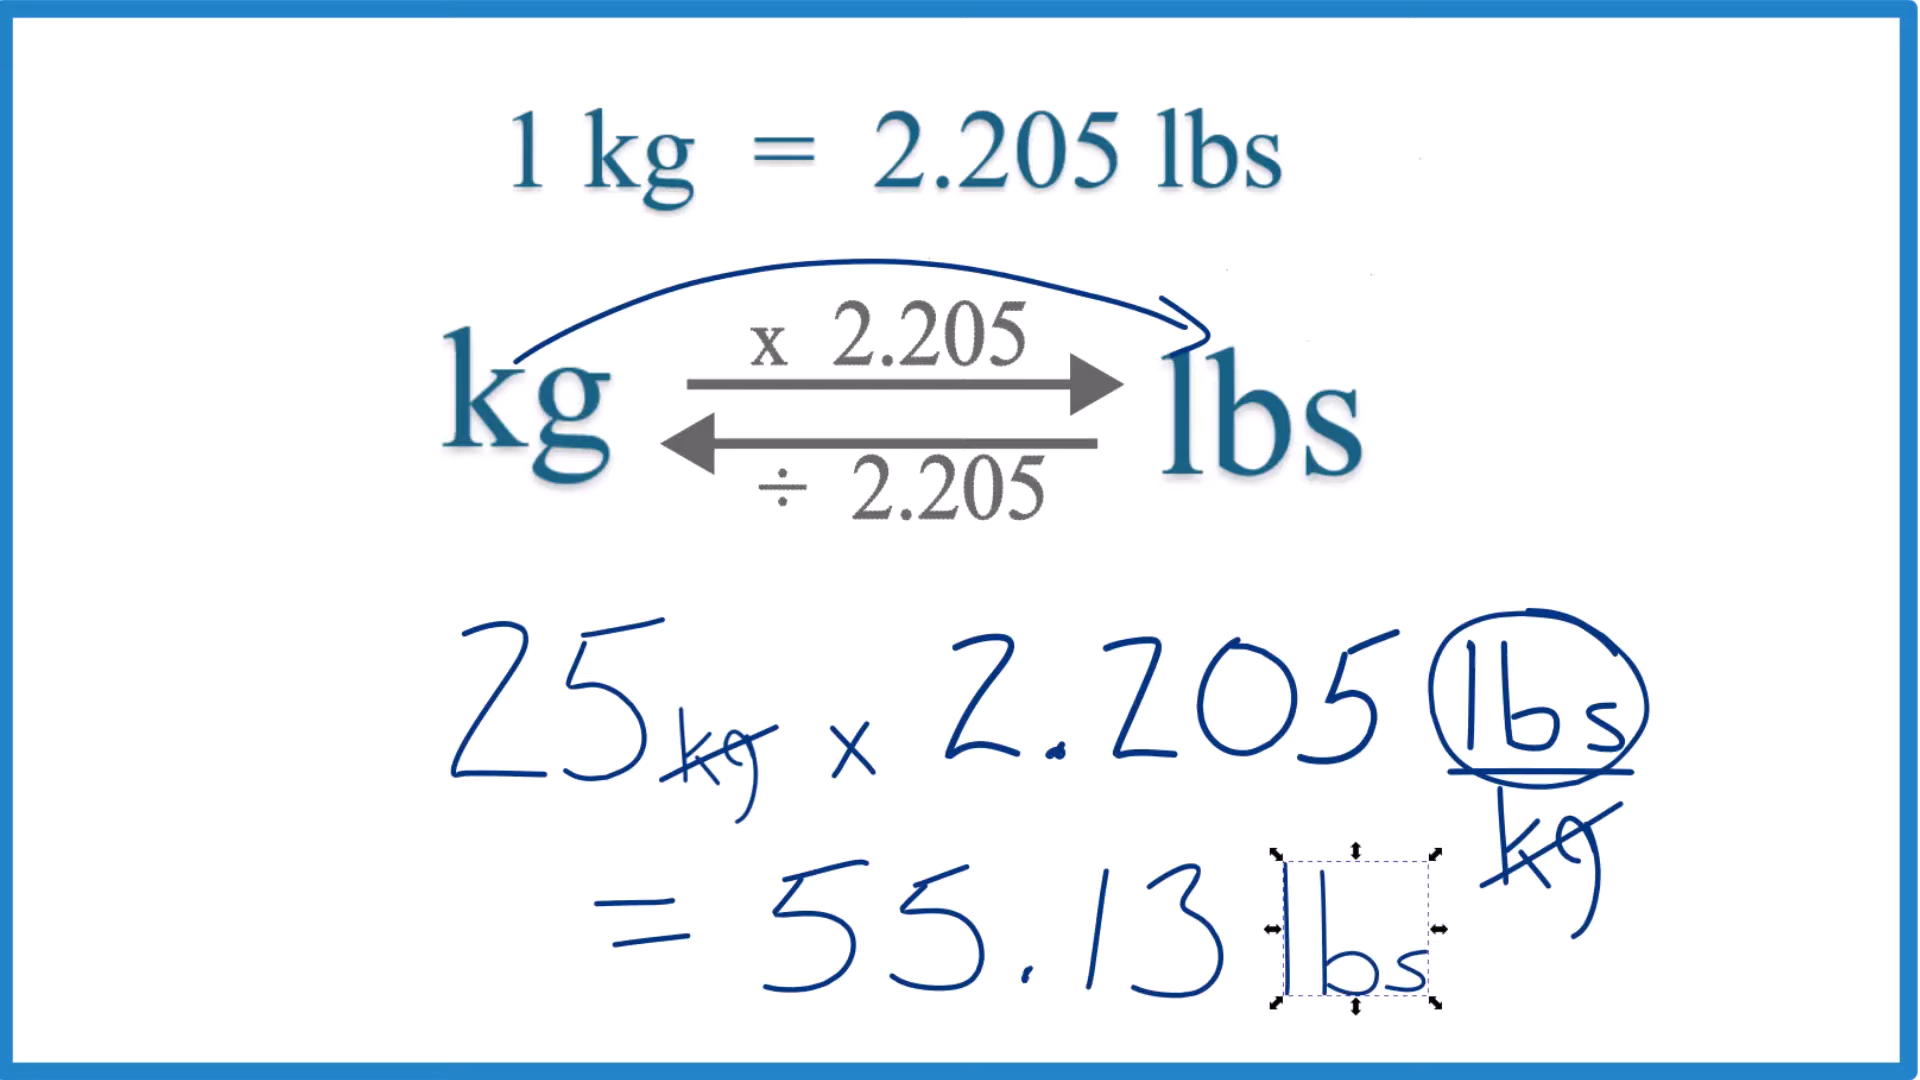 1 kg = 2.205 lbs
x 2.205
kg lbs
÷ 2.205
25 kg x 2.205 lbs
kg
= 55.13 lbs